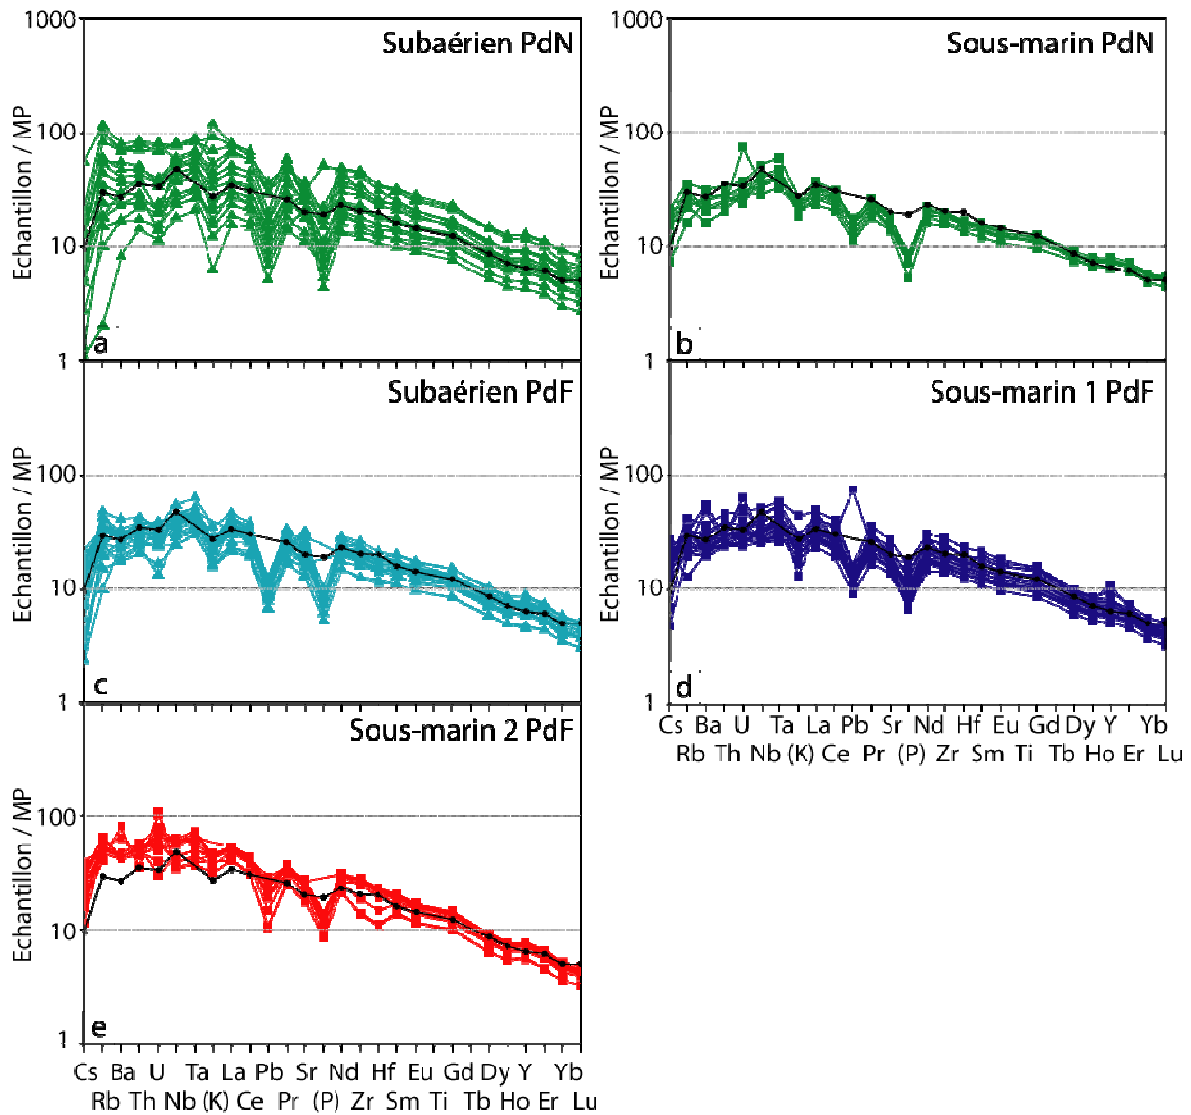 1000
Subaérien PdN
Echantillon / MP
100
10
a
1
Sous-marin PdN
Echantillon / MP
1000
100
10
b
1
Subaérien PdF
Echantillon / MP
100
10
c
1
Sous-marin 1 PdF
Echantillon / MP
100
10
d
1
Cs Ba U Ta La Pb Sr Nd Hf Eu Gd Dy Y Yb
Rb Th Nb (K) Ce Pr (P) Zr Sm Ti Tb Ho Er Lu
Sous-marin 2 PdF
Echantillon / MP
100
10
e
1
Cs Ba U Ta La Pb Sr Nd Hf Eu Gd Dy Y Yb
Rb Th Nb (K) Ce Pr (P) Zr Sm Ti Tb Ho Er Lu